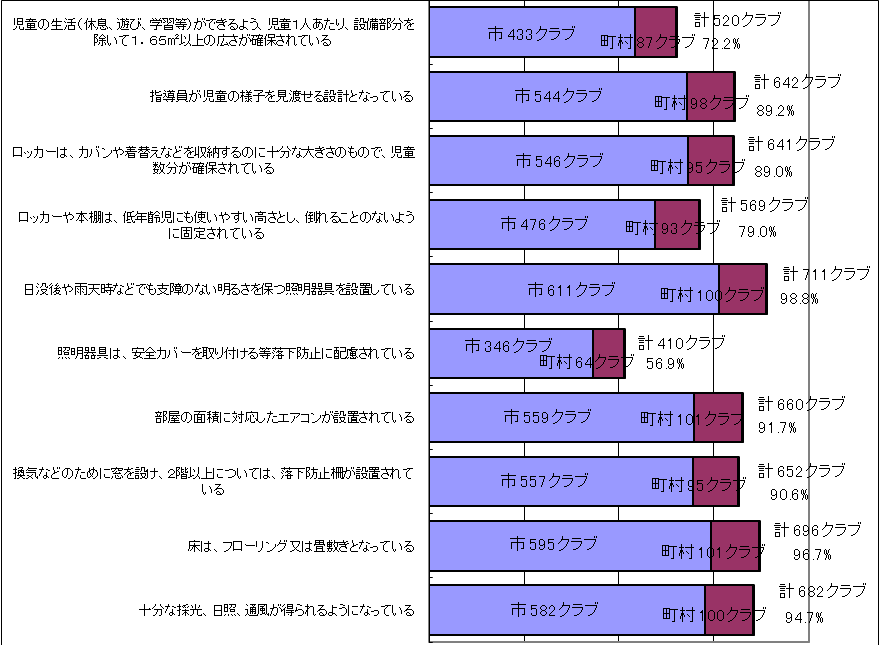 児童の生活(休息、遊び、学習等)ができるよう、児童1人あたり、設備部分を
除いて1.65㎡以上の広さが確保されている
市 433クラブ
町村 87クラブ
計 520クラブ
72.2%
指導員が児童の様子を見渡せる設計となっている
市 544クラブ
町村 98クラブ
計 642クラブ
89.2%
ロッカーは、カバンや着替えなどを収納するのに十分な大きさのもので、児童
数分が確保されている
市 546クラブ
町村 95クラブ
計 641クラブ
89.0%
ロッカーや本棚は、低年齢児にも使いやすい高さとし、倒れることのないよう
に固定されている
市 476クラブ
町村 93クラブ
計 569クラブ
79.0%
日没後や雨天時などでも支障のない明るさを保つ照明器具を設置している
市 611クラブ
町村 100クラブ
計 711クラブ
98.8%
照明器具は、安全カバーを取り付ける等落下防止に配慮されている
市 346クラブ
町村 64クラブ
計 410クラブ
56.9%
部屋の面積に対応したエアコンが設置されている
市 559クラブ
町村 101クラブ
計 660クラブ
91.7%
換気などのために窓を設け、2階以上については、落下防止柵が設置されて
いる
市 557クラブ
町村 95クラブ
計 652クラブ
90.6%
床は、フローリング又は畳敷きとなっている
市 595クラブ
町村 101クラブ
計 696クラブ
96.7%
十分な採光、日照、通風が得られるようになっている
市 582クラブ
町村 100クラブ
計 682クラブ
94.7%